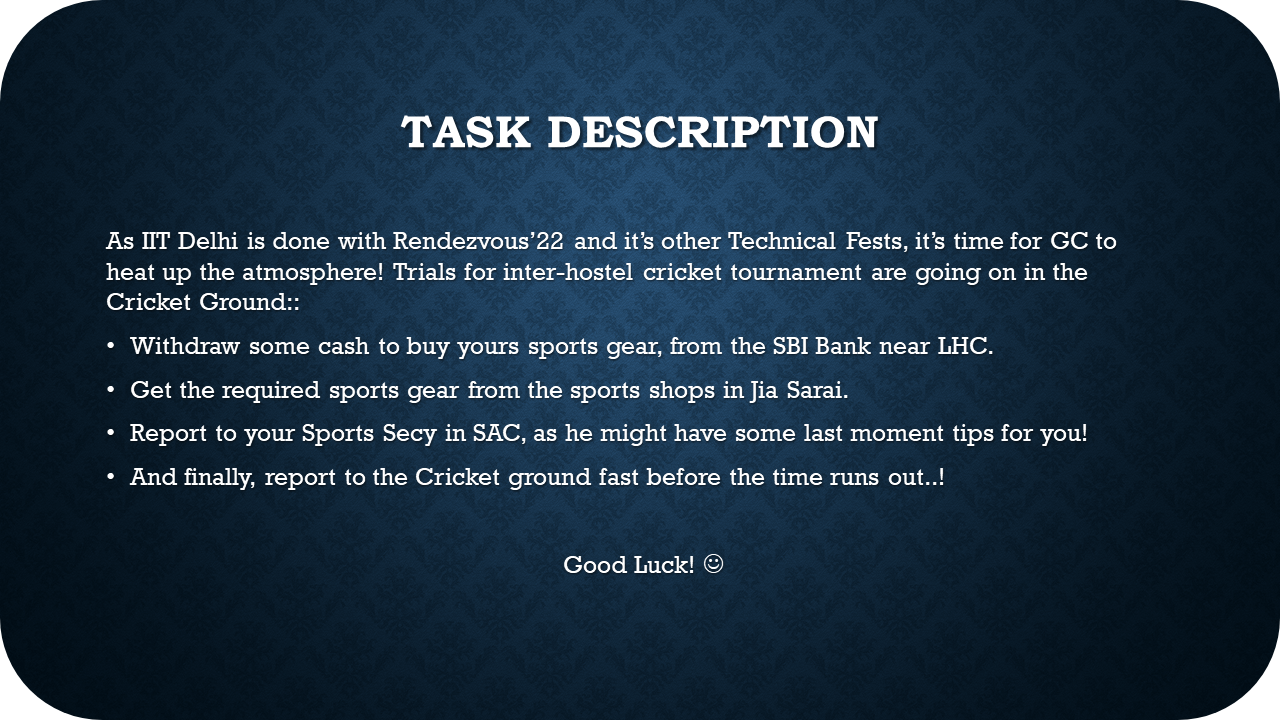 TASK DESCRIPTION
As IIT Delhi is done with Rendezvous’22 and it’s other Technical Fests, it’s time for GC to
heat up the atmosphere! Trials for inter-hostel cricket tournament are going on in the
Cricket Ground::
• Withdraw some cash to buy yours sports gear, from the SBI Bank near LHC.
• Get the required sports gear from the sports shops in Jia Sarai.
• Report to your Sports Secy in SAC, as he might have some last moment tips for you!
• And finally, report to the Cricket ground fast before the time runs out..!
Good Luck! ☺